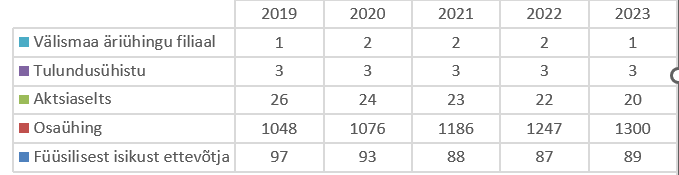 2019 2020 2021 2022 2023
Välismaa äriühingu filiaal 1 2 2 2 1
Tulundusühistu 3 3 3 3 3
Aktsiaselts 26 24 23 22 20
Osaühing 1048 1076 1186 1247 1300
Füüsilisest isikust ettevõtja 97 93 88 87 89